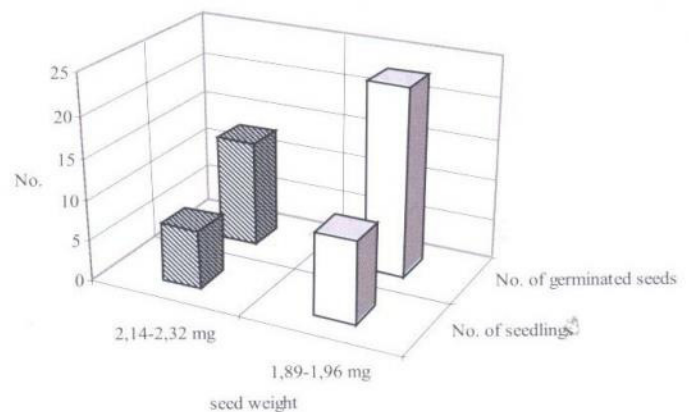 25
20
15
No.
10
5
0
No. of germinated seeds
No. of seedlings
2,14-2,32 mg
1,89-1,96 mg
seed weight